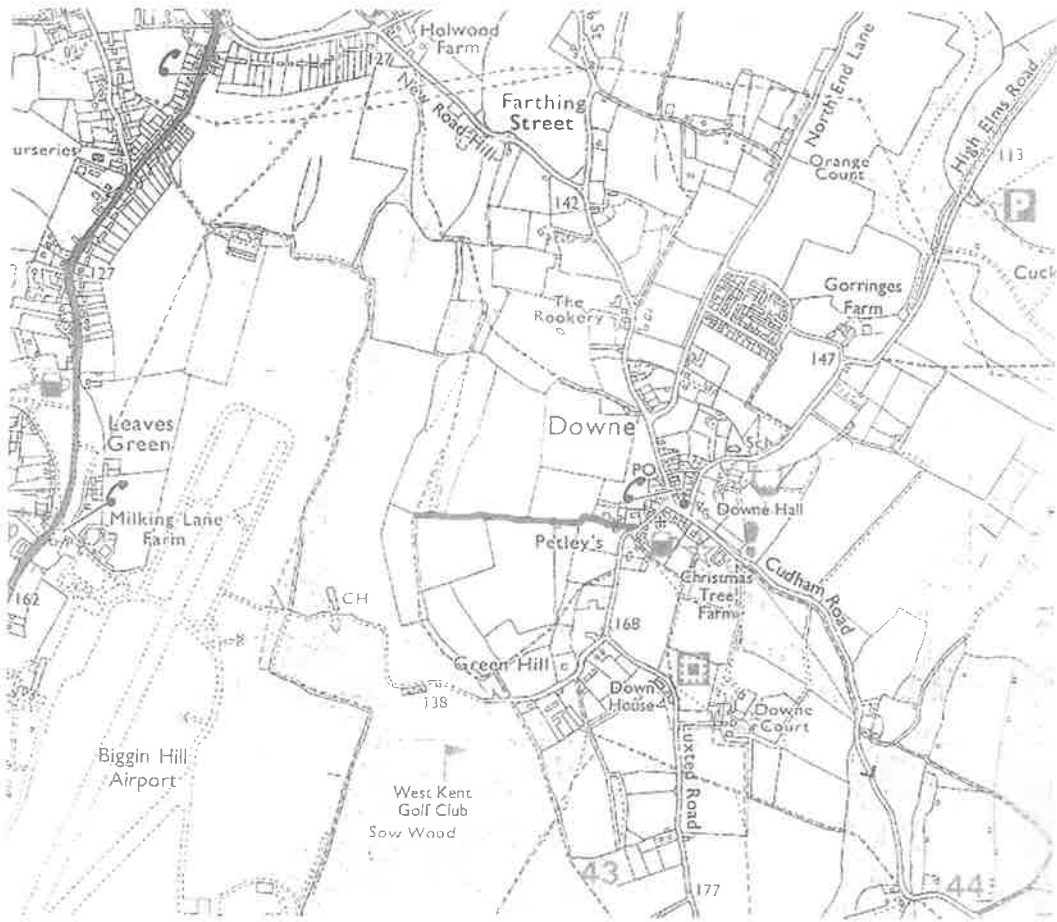 Holwood
Farm
St
127
New Road Hill
Farthing
Street
North End Lane
High Elms Road
113
P
urseries
Orange
Court
142
127
Cuck
Gorringes
Farm
The
Rookery
147
Leaves
Green
Downe
Sch
PO
Downe Hall
Milking Lane
Farm
Petley's
Christmas
Tree
Farm
Cudham Road
162
CH
168
Green Hill
138
Down
House
Downe
Court
Luxted Road
Biggin Hill
Airport
West Kent
Golf Club
Sow Wood
43
177
44